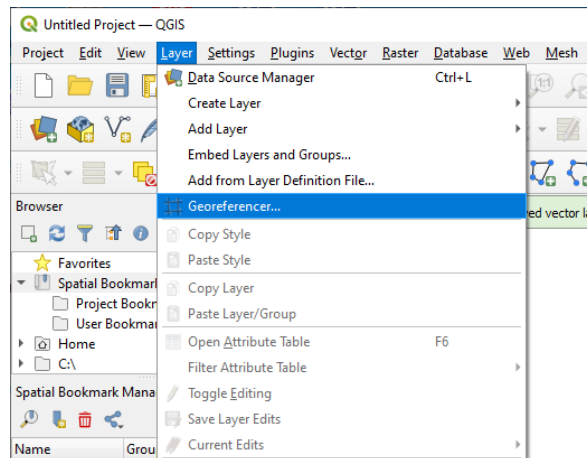 Untitled Project — QGIS
Project Edit View Layer Settings Plugins Vector Raster Database Web Mesh
Data Source Manager Ctrl+L
Create Layer
Add Layer
Embed Layers and Groups...
Add from Layer Definition File...
Browser
Georeferencer...
ved vector la
Copy Style
Favorites
Paste Style
Spatial Bookmar
Copy Layer
Project Bookr
Paste Layer/Group
User Bookmar
Home
Open Attribute Table F6
C:\
Filter Attribute Table
Spatial Bookmark Mana
Toggle Editing
Save Layer Edits
Name Grou
Current Edits